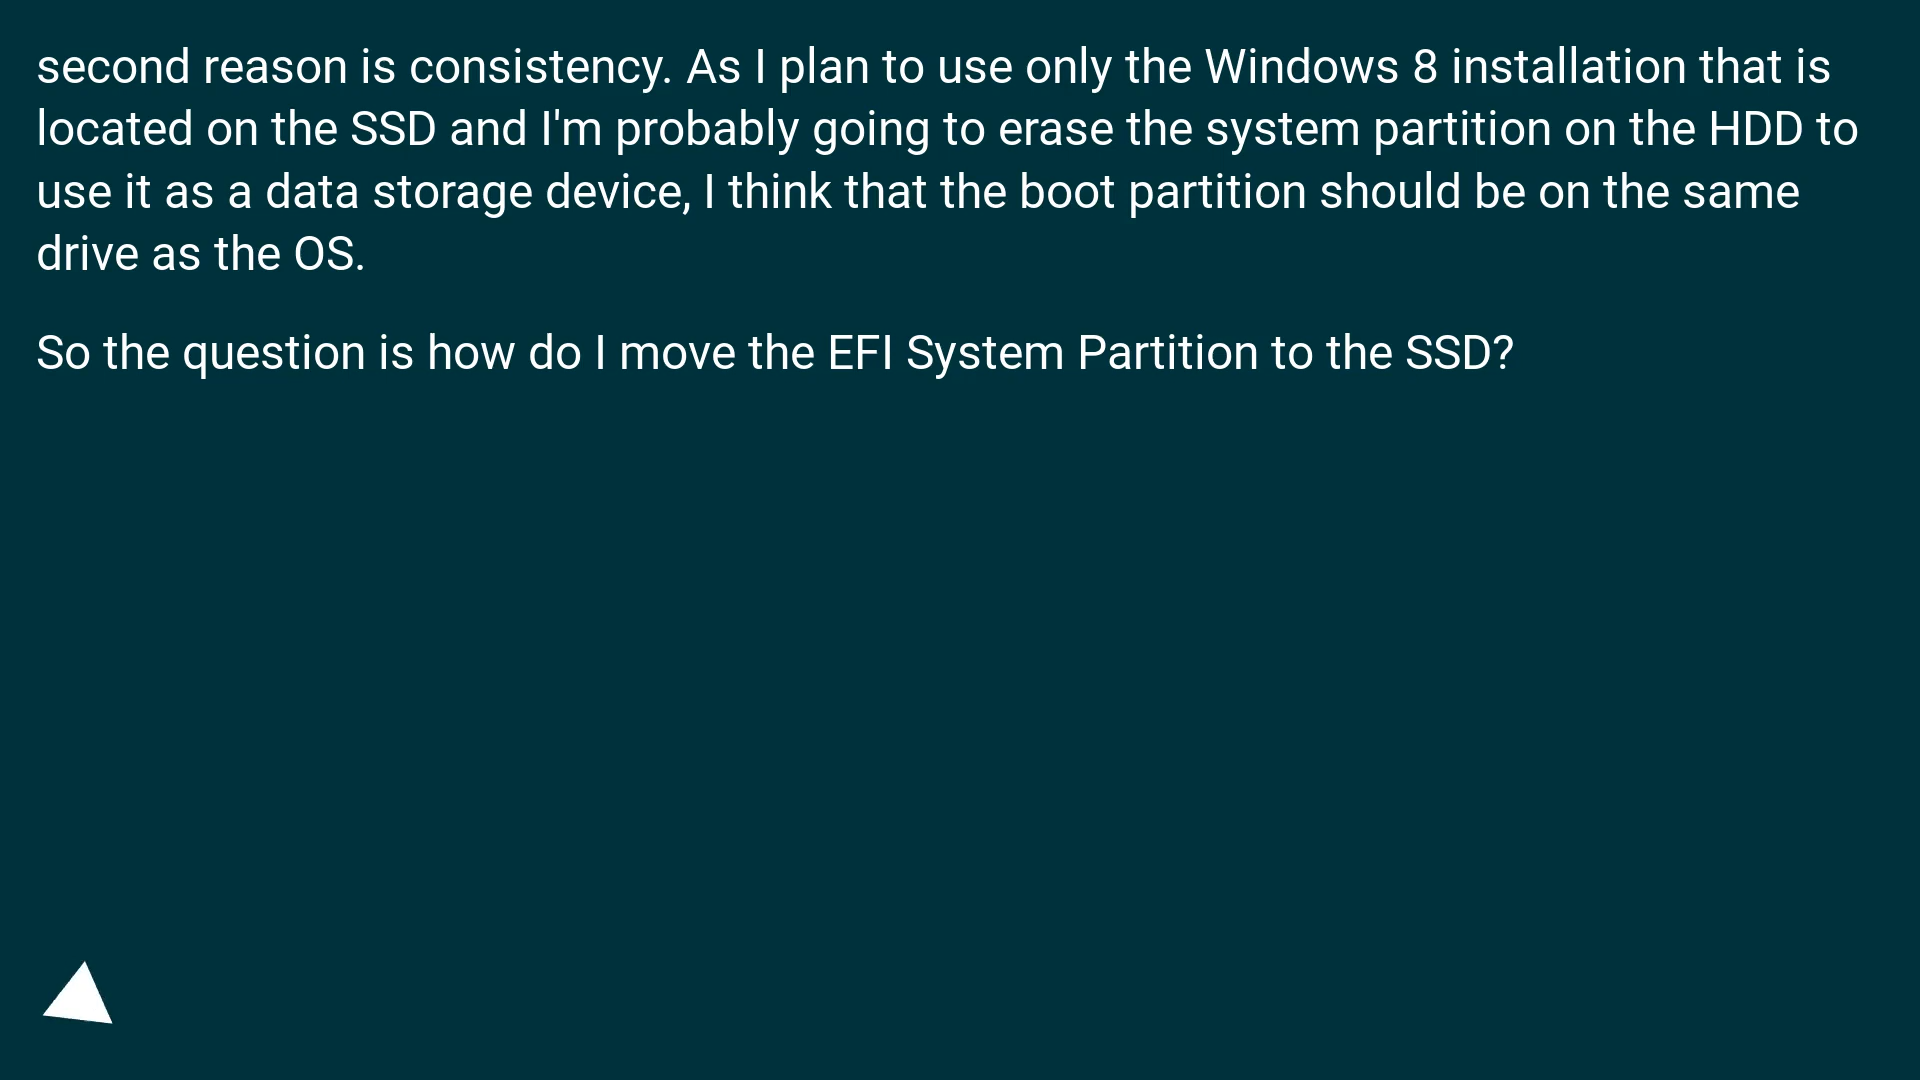 second reason is consistency. As I plan to use only the Windows 8 installation that is
located on the SSD and I'm probably going to erase the system partition on the HDD to
use it as a data storage device, I think that the boot partition should be on the same
drive as the OS.
So the question is how do I move the EFI System Partition to the SSD?